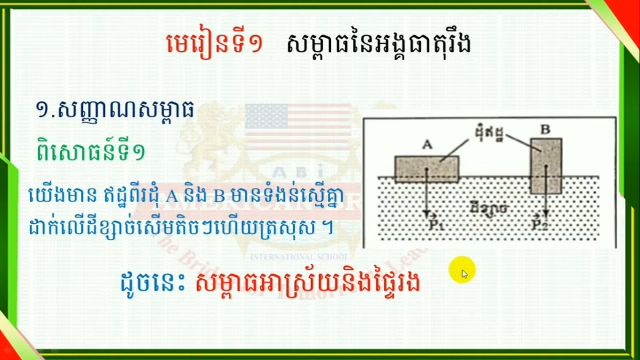 មេរៀនទី១ សម្ពាធនៃអង្គធាតុរឹង
១.សញ្ញាណសម្ពាធ
ពិសោធន៍ទី១
យើងមាន ឥដ្ឋពីរដុំ A និង B មានទំងន់ស្មើគ្នា
ដាក់លើដីខ្សាច់សើមតិចៗហើយត្រសុស ។
ដុំឥដ្ឋ
A
B
ដីខ្សាច់
P1
P2
ABi
INTERNATIONAL SCHOOL
ដូចនេះ សម្ពាធអាស្រ័យនិងផ្ទៃរង